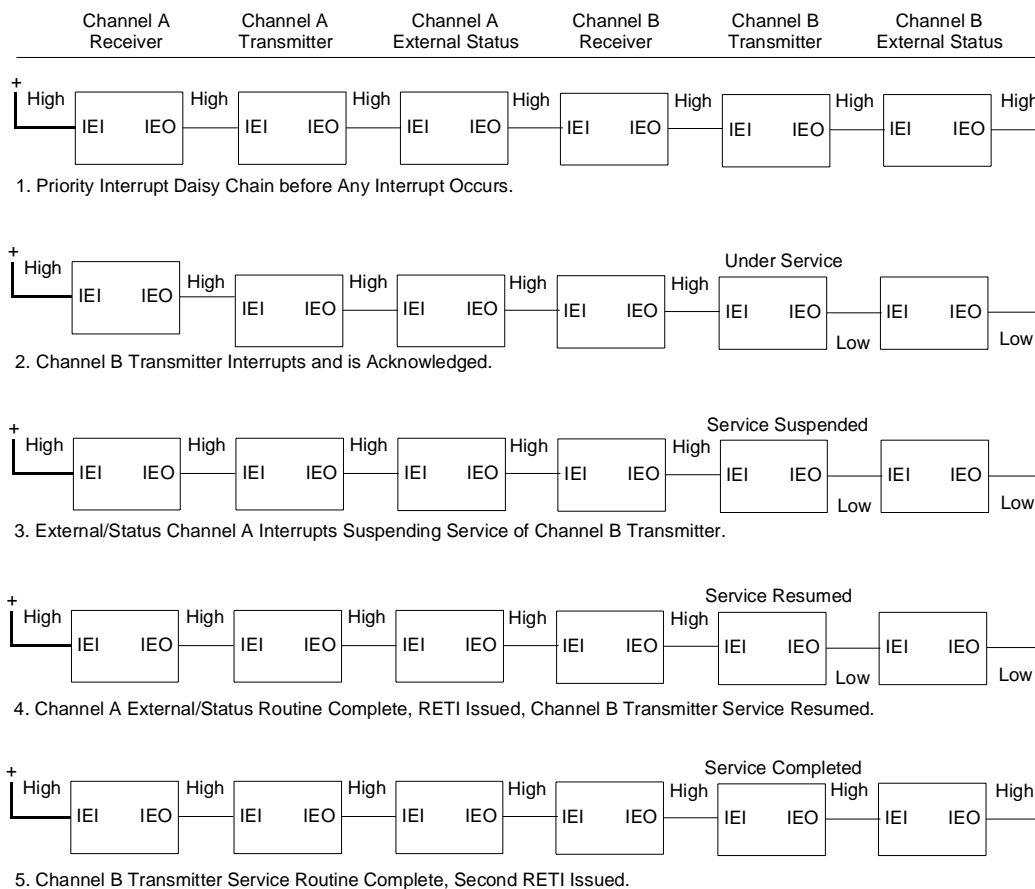 Channel A Receiver
Channel A Transmitter
Channel A External Status
Channel B Receiver
Channel B Transmitter
Channel B External Status
+
High High High High High High High
IEI IEO IEI IEO IEI IEO IEI IEO IEI IEO IEI IEO
1. Priority Interrupt Daisy Chain before Any Interrupt Occurs.
+
Under Service
High High High High High
IEI IEO IEI IEO IEI IEO IEI IEO IEI IEO IEI IEO
Low Low
2. Channel B Transmitter Interrupts and is Acknowledged.
+
Service Suspended
High High High High High
IEI IEO IEI IEO IEI IEO IEI IEO IEI IEO IEI IEO
Low Low
3. External/Status Channel A Interrupts Suspending Service of Channel B Transmitter.
+
Service Resumed
High High High High High
IEI IEO IEI IEO IEI IEO IEI IEO IEI IEO IEI IEO
Low Low
4. Channel A External/Status Routine Complete, RETI Issued, Channel B Transmitter Service Resumed.
+
Service Completed
High High High High High High High
IEI IEO IEI IEO IEI IEO IEI IEO IEI IEO IEI IEO
5. Channel B Transmitter Service Routine Complete, Second RETI Issued.